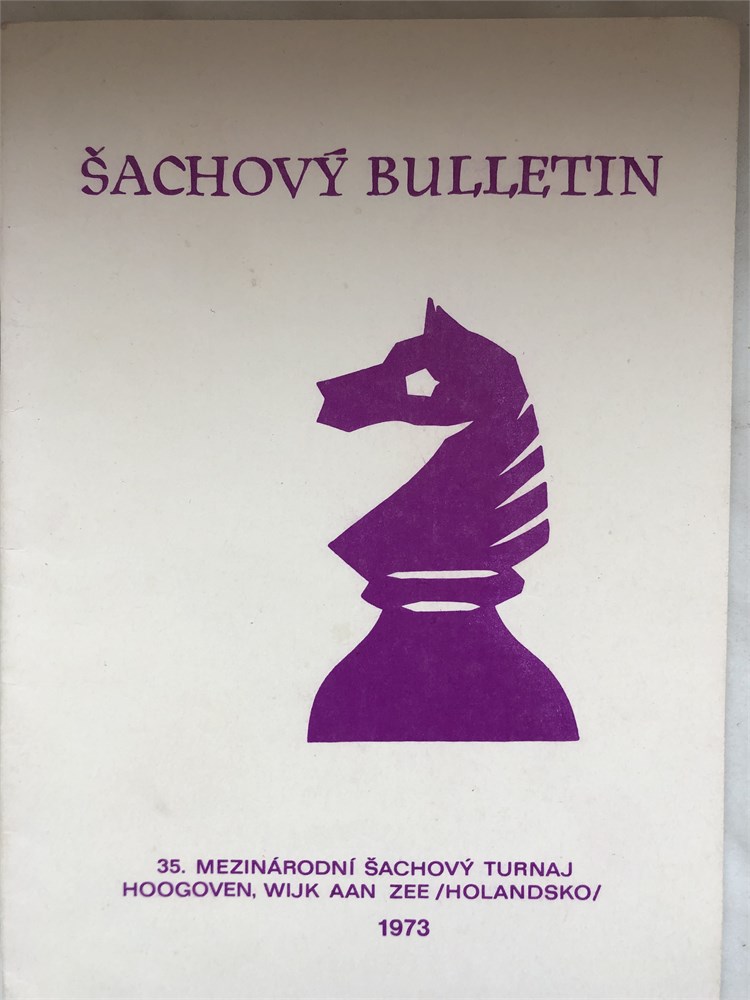 ŠACHOVÝ BULLETIN
35. MEZINÁRODNÍ ŠACHOVÝ TURNAJ
HOOGOVEN, WIJK AAN ZEE /HOLANDSKO/
1973